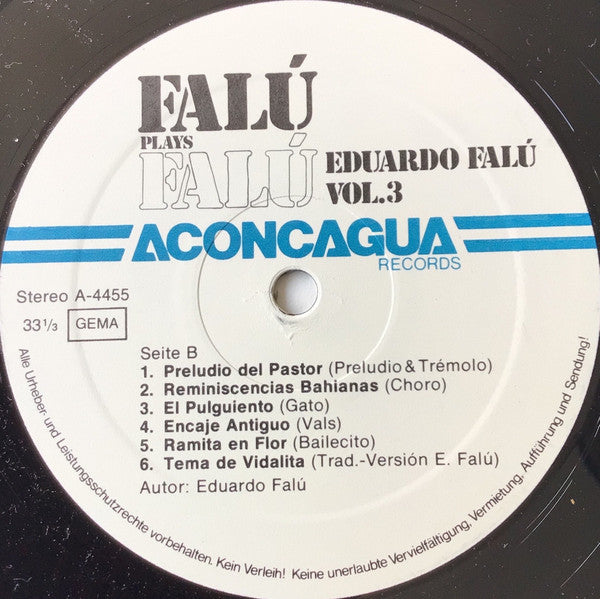 FALÚ
PLAYS
FALÚ
EDUARDO FALÚ
VOL.3
ACONCAGUA
RECORDS
Stereo A-4455
33 1/3 GEMA
Seite B
1. Preludio del Pastor (Preludio & Trémolo)
2. Reminiscencias Bahianas (Choro)
3. El Pulguiento (Gato)
4. Encaje Antiguo (Vals)
5. Ramita en Flor (Bailecito)
6. Tema de Vidalita (Trad.-Versión E. Falú)
Autor: Eduardo Falú
Alle Urheber- und Leistungsschutzrechte vorbehalten. Kein Verleih! Keine unerlaubte Vervielfältigung, Vermietung, Aufführung und Sendung!